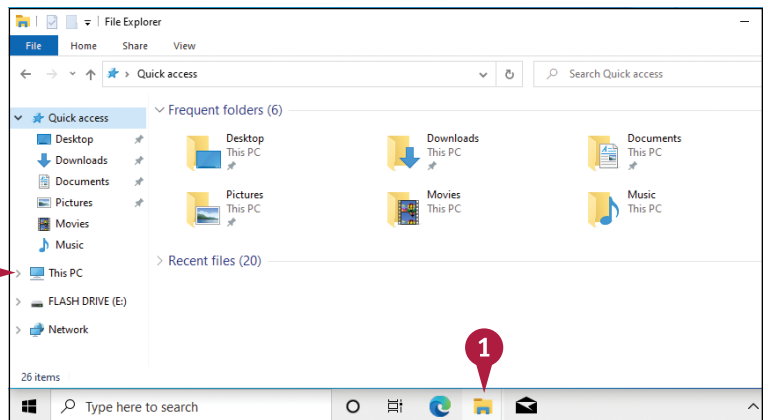 File Explorer
File Home Share View
Quick access Search Quick access
Quick access
Desktop
Downloads
Documents
Pictures
Movies
Music
This PC
FLASH DRIVE (E:)
Network
Frequent folders (6)
Desktop
This PC
Downloads
This PC
Documents
This PC
Pictures
This PC
Movies
This PC
Music
This PC
Recent files (20)
1
26 items
Type here to search